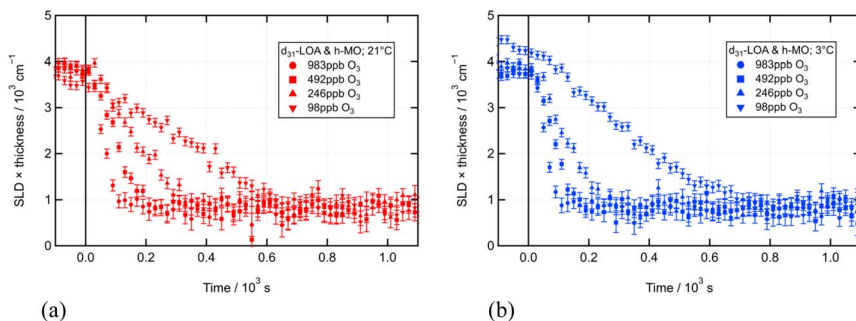 5
4
3
2
1
0
SLD × thickness / 10³ cm⁻¹
d₃₁-LOA & h-MO; 21°C
983ppb O₃
492ppb O₃
246ppb O₃
98ppb O₃
0.0 0.2 0.4 0.6 0.8 1.0
Time / 10³ s
(a)
5
4
3
2
1
0
SLD × thickness / 10³ cm⁻¹
d₃₁-LOA & h-MO; 3°C
983ppb O₃
492ppb O₃
246ppb O₃
98ppb O₃
0.0 0.2 0.4 0.6 0.8 1.0
Time / 10³ s
(b)